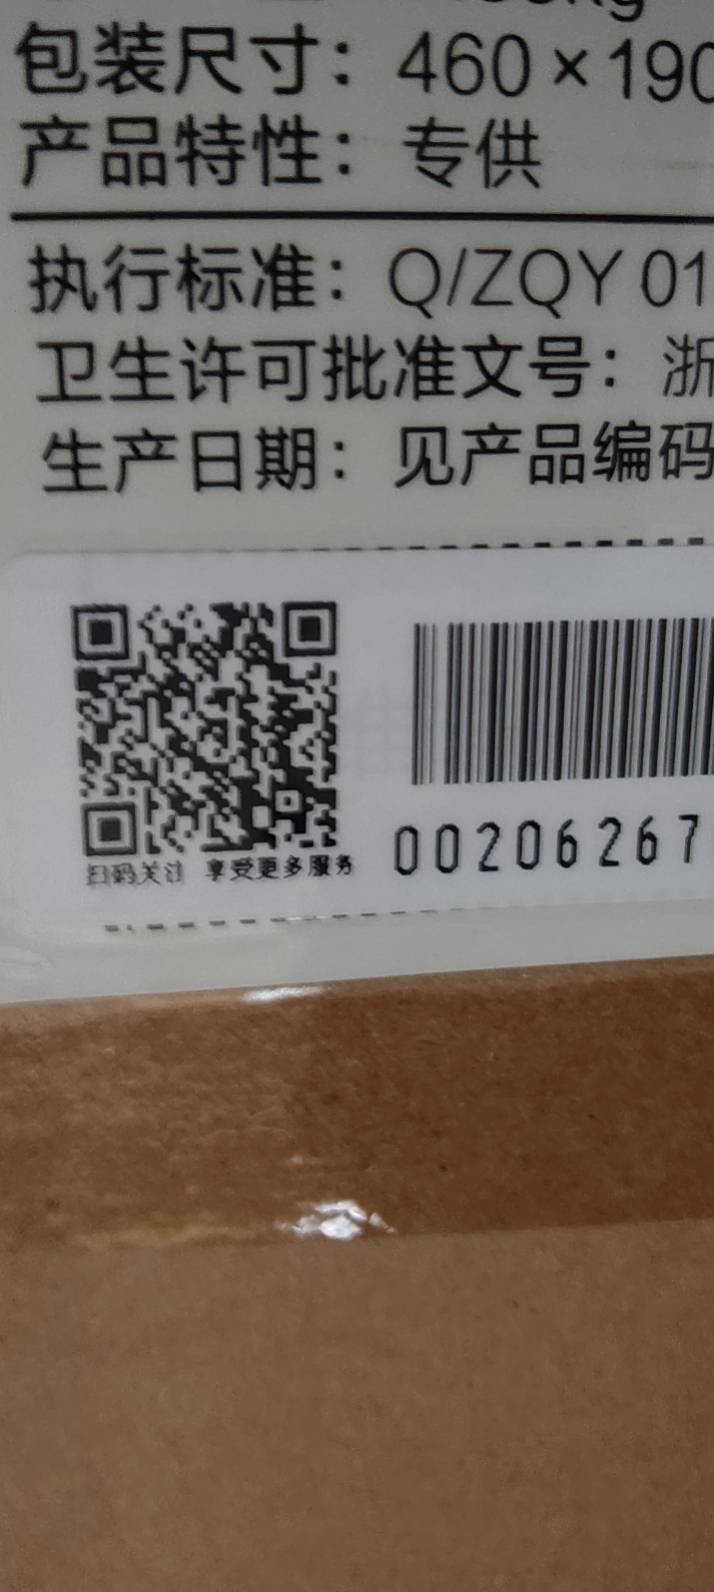 包装尺寸：460×190
产品特性：专供
执行标准：Q/ZQY 01
卫生许可批准文号：浙
生产日期：见产品编码
扫码关注 享受更多服务
00206267